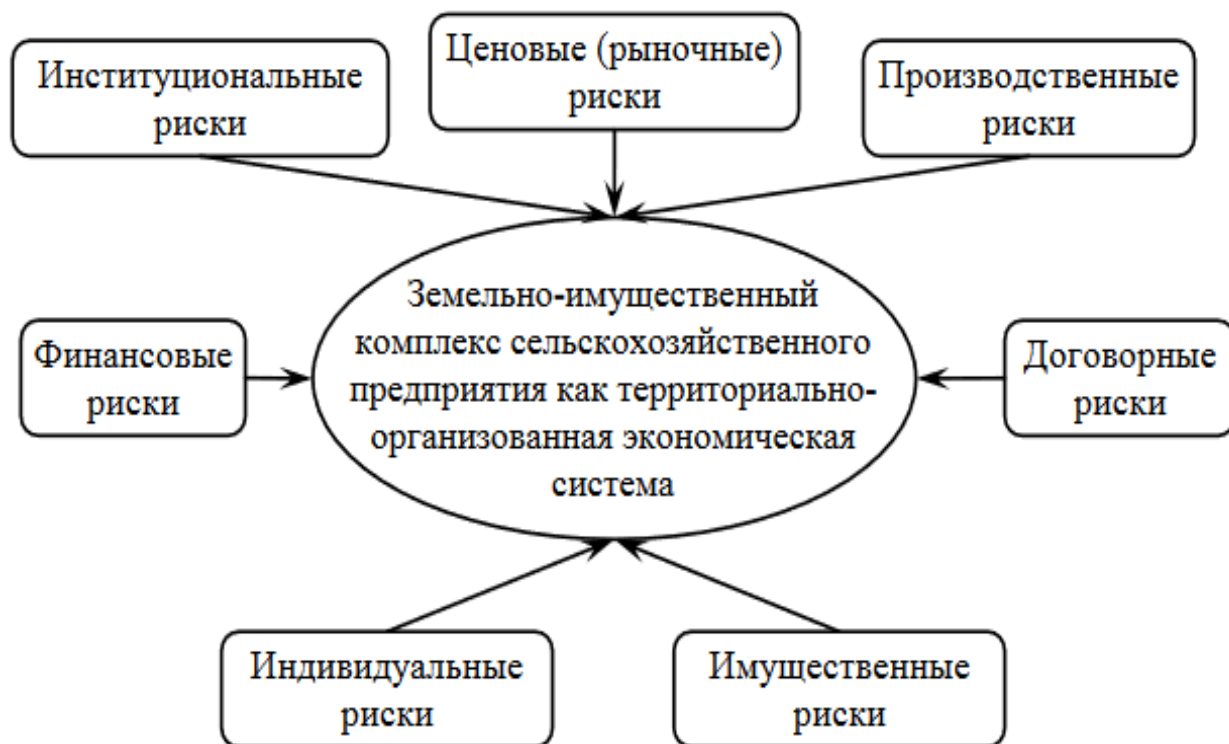 Институциональные
риски
Ценовые (рыночные)
риски
Производственные
риски
Финансовые
риски
Земельно-имущественный
комплекс сельскохозяйственного
предприятия как территориально-
организованная экономическая
система
Договорные
риски
Индивидуальные
риски
Имущественные
риски